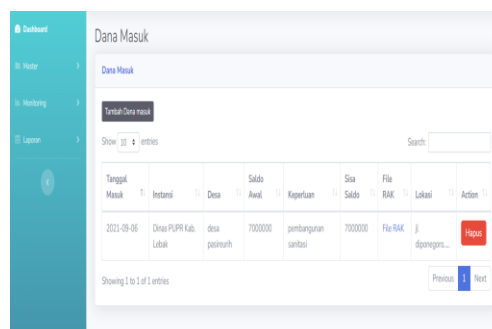 Dashboard
Master
Monitoring
Laporan
Dana Masuk
Dana Masuk
Tambah Dana masuk
Show 10 entries
Search:
Tanggal Masuk Instansi Desa Saldo Awal Keperluan Sisa Saldo File RAK Lokasi Action
2021-09-06 Dinas PUPR Kab. Lebak desa pasireurih 7000000 pembangunan sanitasi 7000000 File RAK jl diponegoro.... Hapus
Showing 1 to 1 of 1 entries
Previous 1 Next